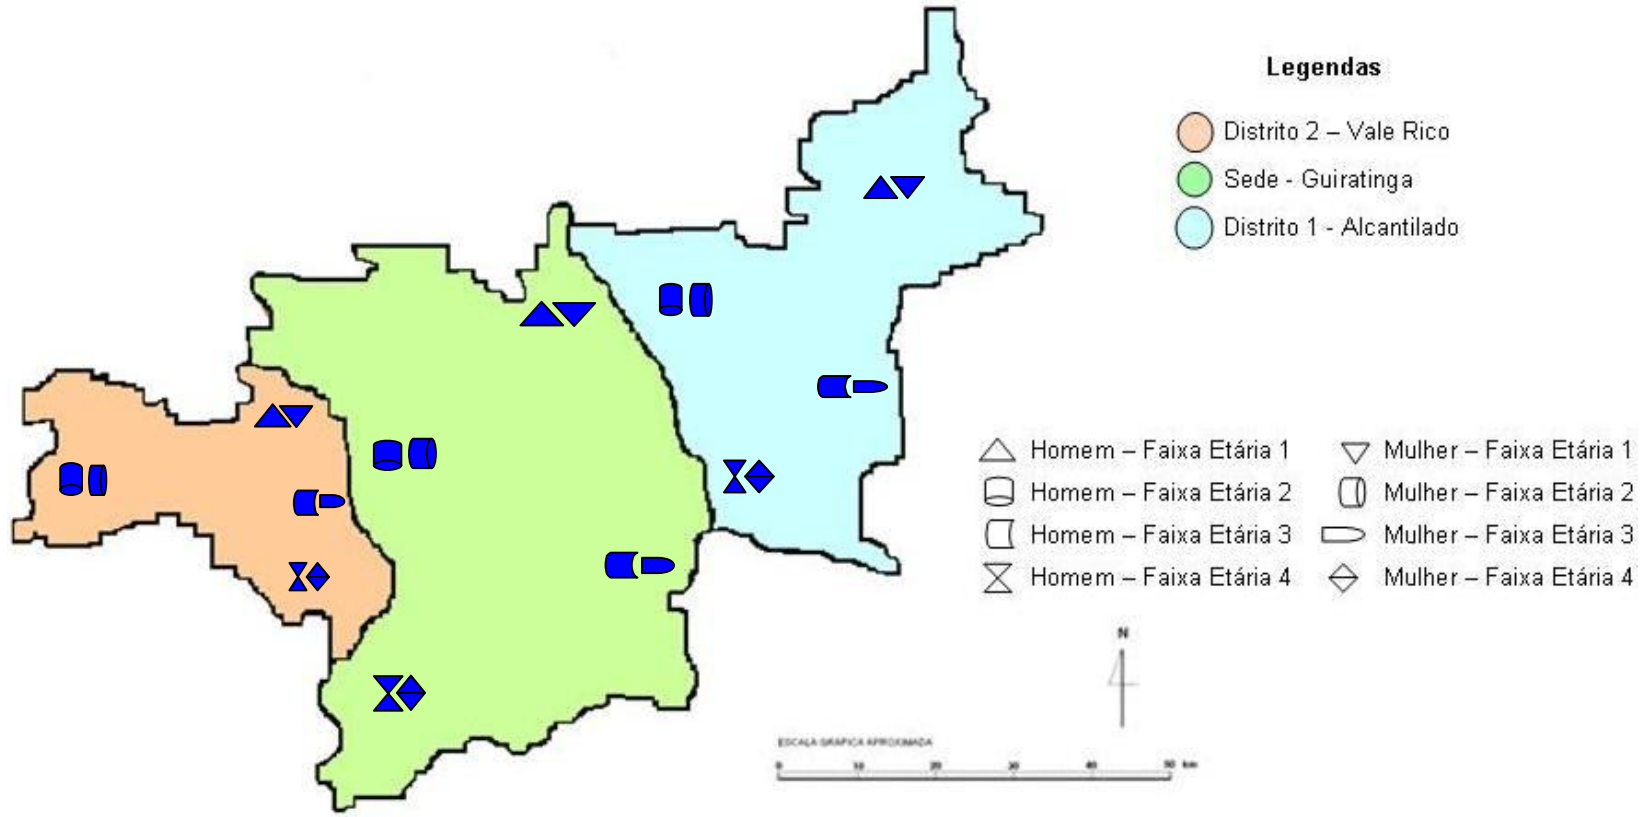 Legendas
Distrito 2 – Vale Rico
Sede - Guiratinga
Distrito 1 - Alcantilado
Homem – Faixa Etária 1
Mulher – Faixa Etária 1
Homem – Faixa Etária 2
Mulher – Faixa Etária 2
Homem – Faixa Etária 3
Mulher – Faixa Etária 3
Homem – Faixa Etária 4
Mulher – Faixa Etária 4
N
ESCALA GRÁFICA APROXIMADA
0 10 20 30 40 50 km